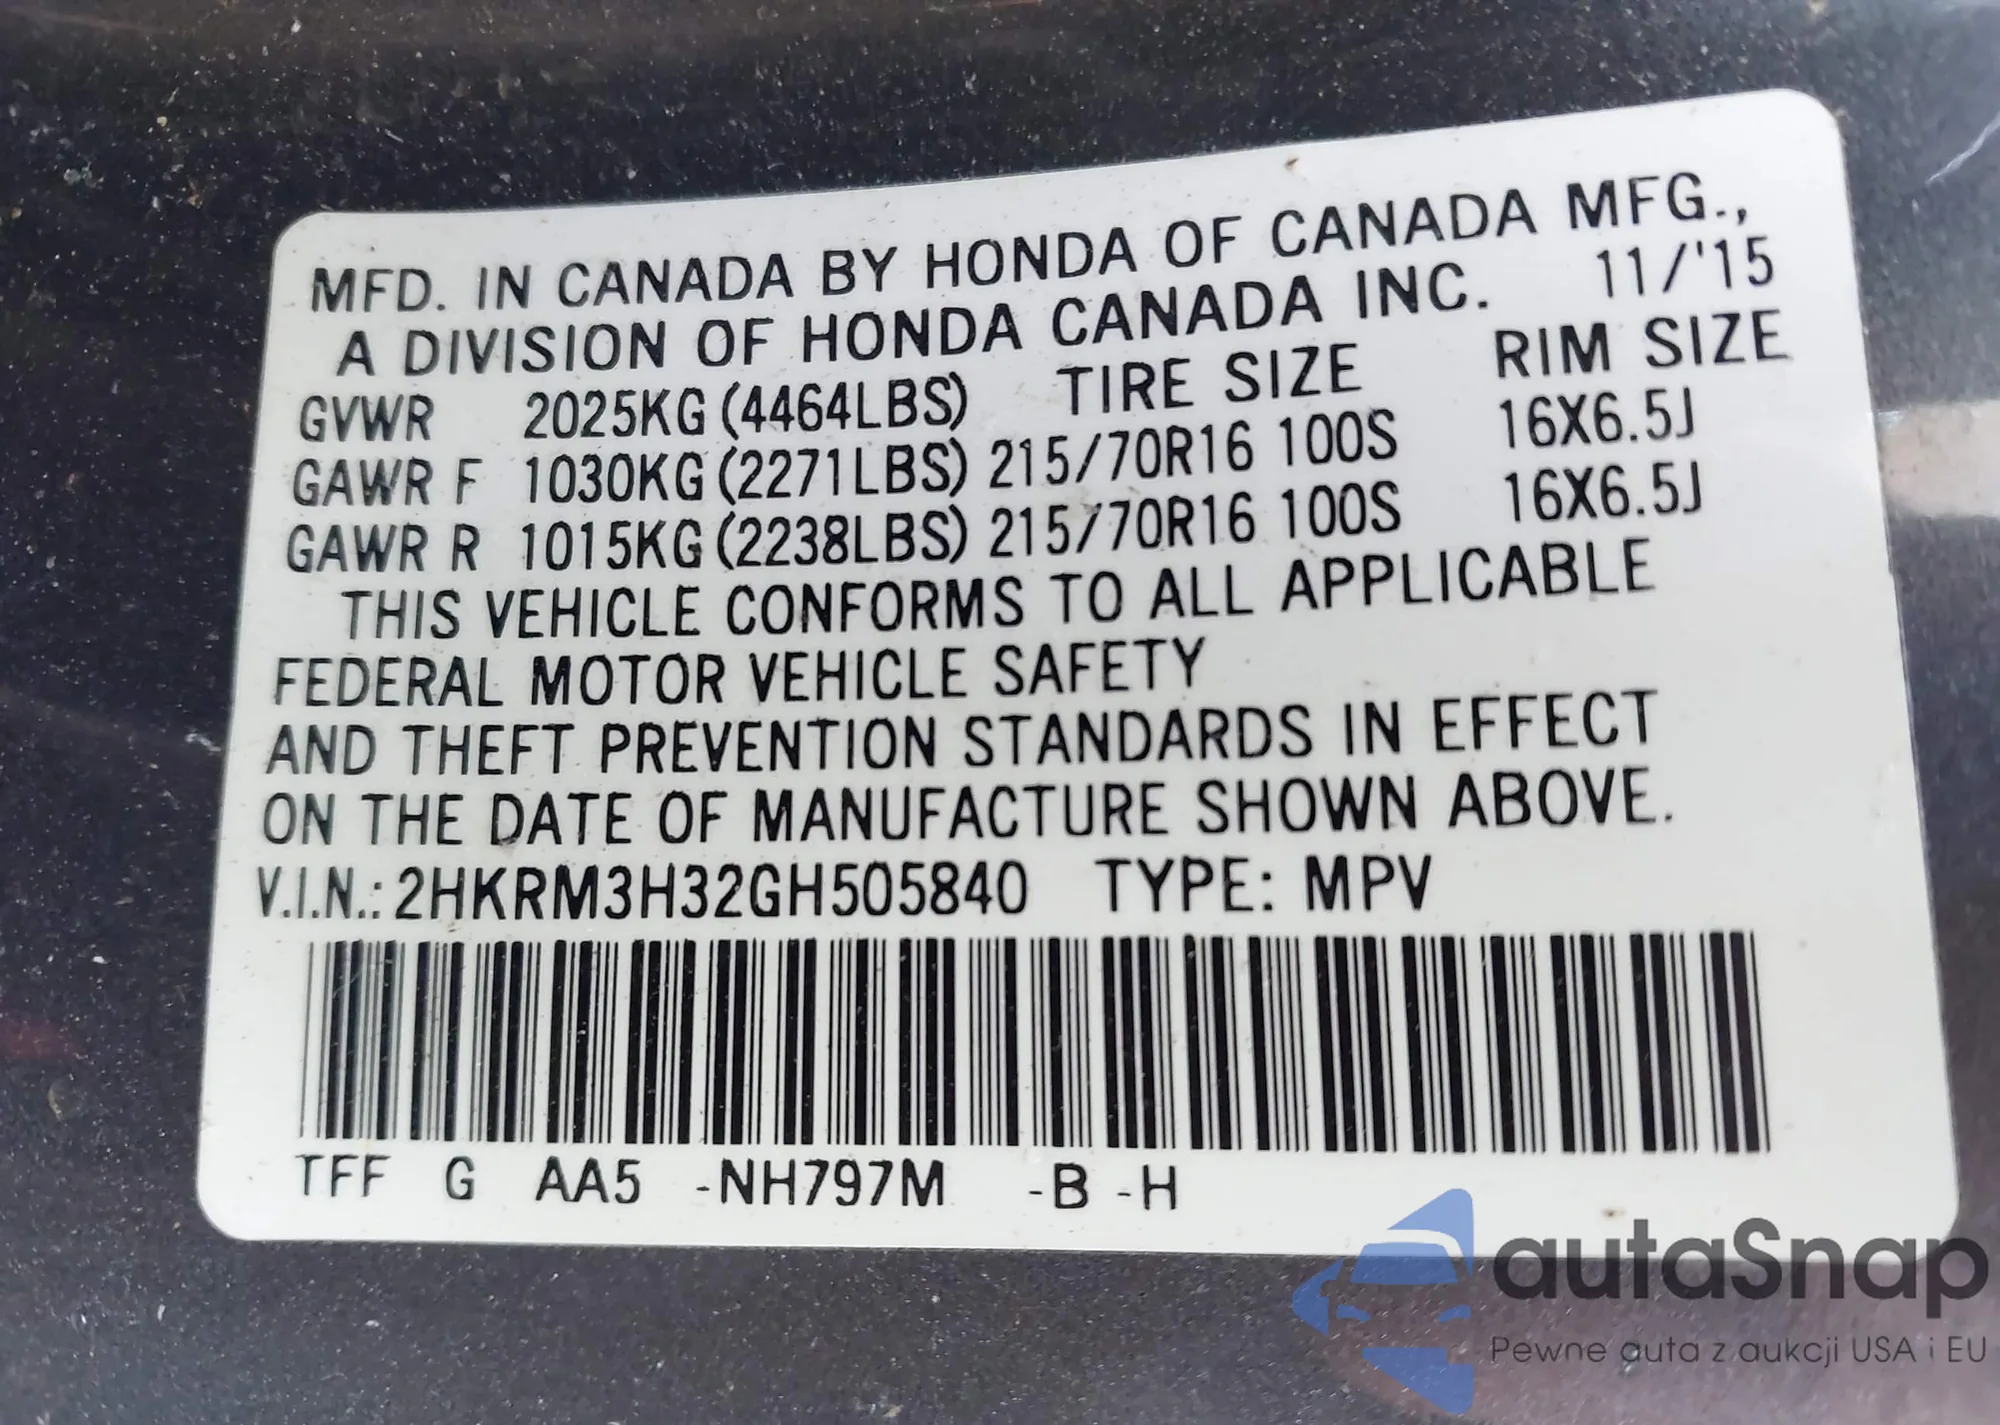 MFD. IN CANADA BY HONDA OF CANADA MFG.,
A DIVISION OF HONDA CANADA INC. 11/'15
GVWR 2025KG (4464LBS) TIRE SIZE RIM SIZE
GAWR F 1030KG (2271LBS) 215/70R16 100S 16X6.5J
GAWR R 1015KG (2238LBS) 215/70R16 100S 16X6.5J
THIS VEHICLE CONFORMS TO ALL APPLICABLE
FEDERAL MOTOR VEHICLE SAFETY
AND THEFT PREVENTION STANDARDS IN EFFECT
ON THE DATE OF MANUFACTURE SHOWN ABOVE.
V.I.N.: 2HKRM3H32GH505840 TYPE: MPV
TFF G AA5 -NH797M -B -H
autaSnap
Pewne auta z aukcji USA i EU